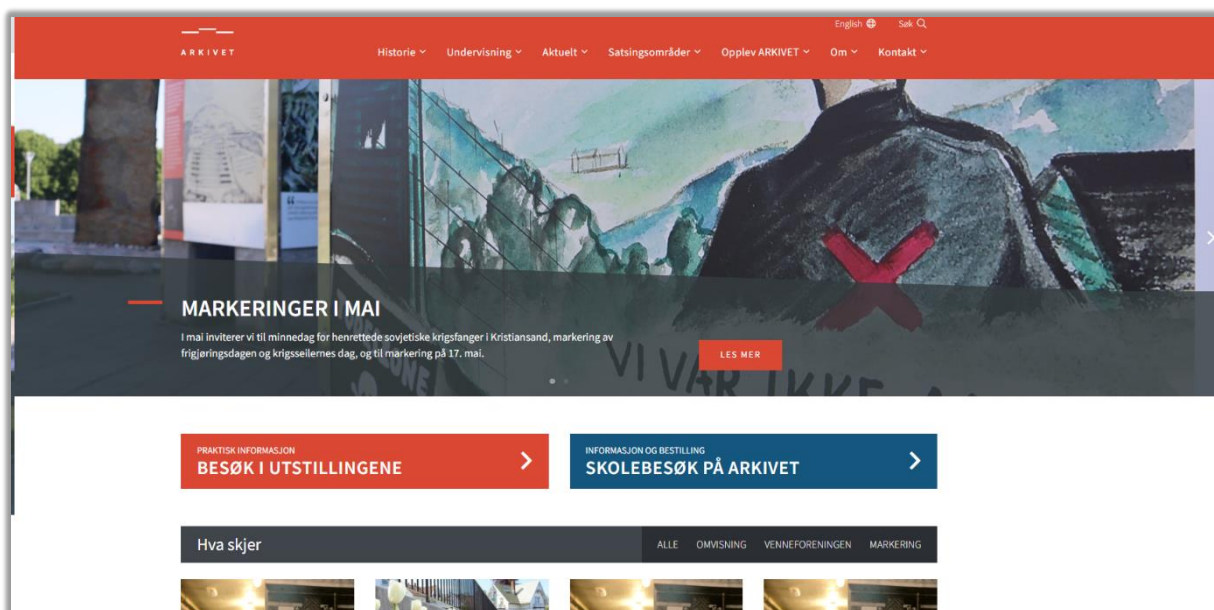 English
Søk
ARKIVET
Historie
Undervisning
Aktuelt
Satsingsområder
Opplev ARKIVET
Om
Kontakt
MARKERINGER I MAI
I mai inviterer vi til minnedag for henrettede sovjetiske krigsfanger i Kristiansand, markering av
frigjøringsdagen og krigsseilernes dag, og til markering på 17. mai.
LES MER
VI VAR IKKE
PRAKTISK INFORMASJON
BESØK I UTSTILLINGENE
INFORMASJON OG BESTILLING
SKOLEBESØK PÅ ARKIVET
Hva skjer
ALLE
OMVISNING
VENNEFORENINGEN
MARKERING